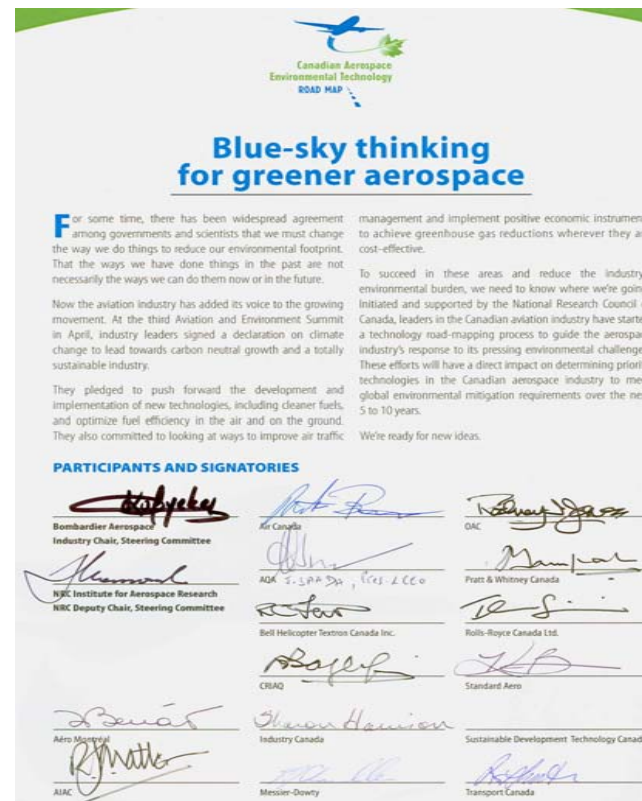 Canadian Aerospace
Environmental Technology
ROAD MAP
Blue-sky thinking
for greener aerospace
For some time, there has been widespread agreement
among governments and scientists that we must change
the way we do things to reduce our environmental footprint.
That the ways we have done things in the past are not
necessarily the ways we can do them now or in the future.
Now the aviation industry has added its voice to the growing
movement. At the third Aviation and Environment Summit
in April, industry leaders signed a declaration on climate
change to lead towards carbon neutral growth and a totally
sustainable industry.
They pledged to push forward the development and
implementation of new technologies, including cleaner fuels,
and optimize fuel efficiency in the air and on the ground.
They also committed to looking at ways to improve air traffic
management and implement positive economic instrumen
to achieve greenhouse gas reductions wherever they a
cost-effective.
To succeed in these areas and reduce the industry
environmental burden, we need to know where we're goin
Initiated and supported by the National Research Council
Canada, leaders in the Canadian aviation industry have starte
a technology road-mapping process to guide the aerospac
industry's response to its pressing environmental challenge
These efforts will have a direct impact on determining priori
technologies in the Canadian aerospace industry to me
global environmental mitigation requirements over the ne
5 to 10 years.
We're ready for new ideas.
PARTICIPANTS AND SIGNATORIES
Bombardier Aerospace
Industry Chair, Steering Committee
Air Canada
OAC
NRC Institute for Aerospace Research
NRC Deputy Chair, Steering Committee
AQA
Pratt & Whitney Canada
Bell Helicopter Textron Canada Inc.
Rolls-Royce Canada Ltd.
CRIAQ
Standard Aero
Aéro Montréal
Sharon Harrison
Industry Canada
Sustainable Development Technology Canad
AIAC
Messier-Dowty
Transport Canada